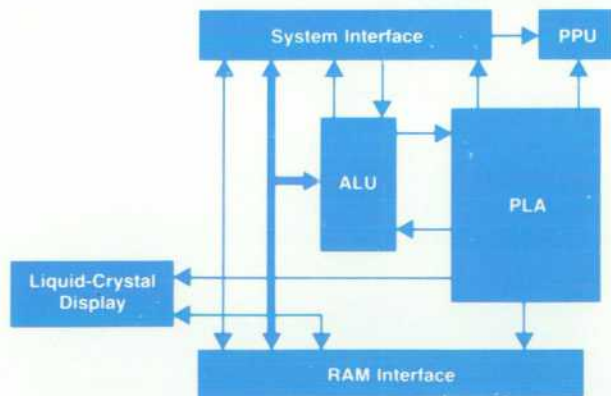 System Interface
PPU
ALU
PLA
Liquid-Crystal
Display
RAM Interface